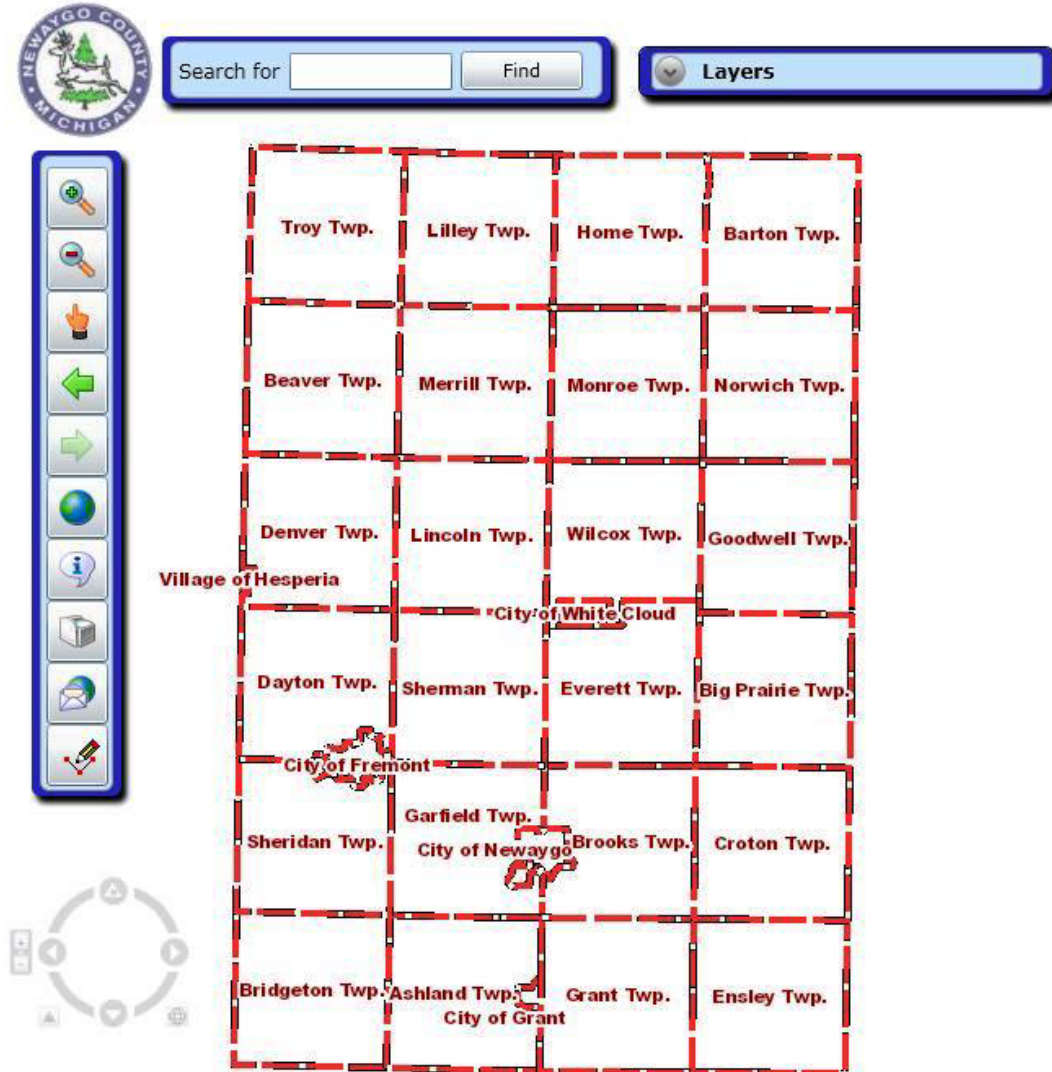 NEWAYGO COUNTY
MICHIGAN
Search for
Find
Layers
Troy Twp.
Lilley Twp.
Home Twp.
Barton Twp.
Beaver Twp.
Merrill Twp.
Monroe Twp.
Norwich Twp.
Denver Twp.
Lincoln Twp.
Wilcox Twp.
Goodwell Twp.
Village of Hesperia
City of White Cloud
Dayton Twp.
Sherman Twp.
Everett Twp.
Big Prairie Twp.
City of Fremont
Garfield Twp.
Sheridan Twp.
City of Newaygo
Brooks Twp.
Croton Twp.
Bridgeton Twp.
Ashland Twp.
Grant Twp.
Ensley Twp.
City of Grant